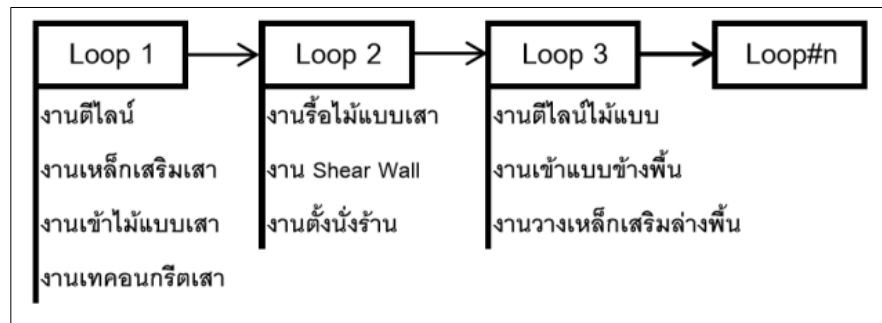 Loop 1
Loop 2
Loop 3
Loop#n
งานตีไลน์
งานเหล็กเสริมเสา
งานเข้าไม้แบบเสา
งานเทคอนกรีตเสา
งานรื้อไม้แบบเสา
งาน Shear Wall
งานตั้งนั่งร้าน
งานตีไลน์ไม้แบบ
งานเข้าแบบข้างพื้น
งานวางเหล็กเสริมล่างพื้น